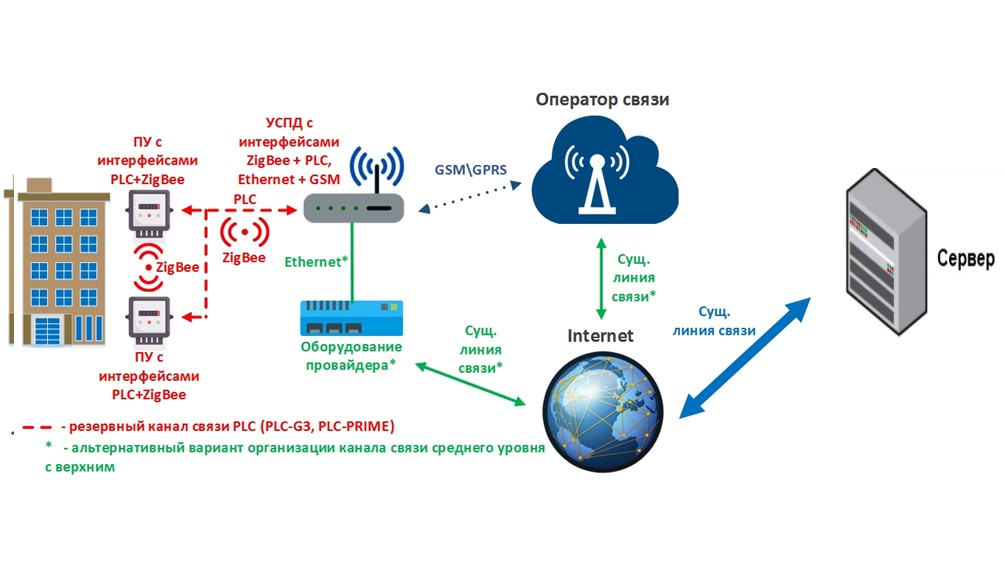 Оператор связи
УСПД с
интерфейсами
ZigBee + PLC,
Ethernet + GSM
ПУ с
интерфейсами
PLC+ZigBee
GSM\GPRS
PLC
ZigBee
ZigBee
Ethernet*
Сущ.
линия
связи*
Сервер
Сущ.
линия связи
Internet
Сущ.
линия
связи*
Оборудование
провайдера*
ПУ с
интерфейсами
PLC+ZigBee
- резервный канал связи PLC (PLC-G3, PLC-PRIME)
* - альтернативный вариант организации канала связи среднего уровня
с верхним